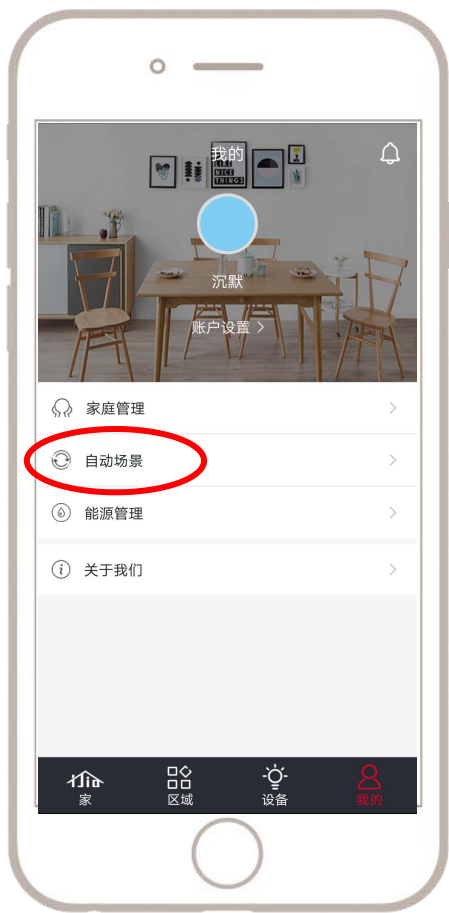 我的
LIKE
NICE
THINGS
沉默
账户设置 >
家庭管理
自动场景
能源管理
关于我们
家
区域
设备
我的